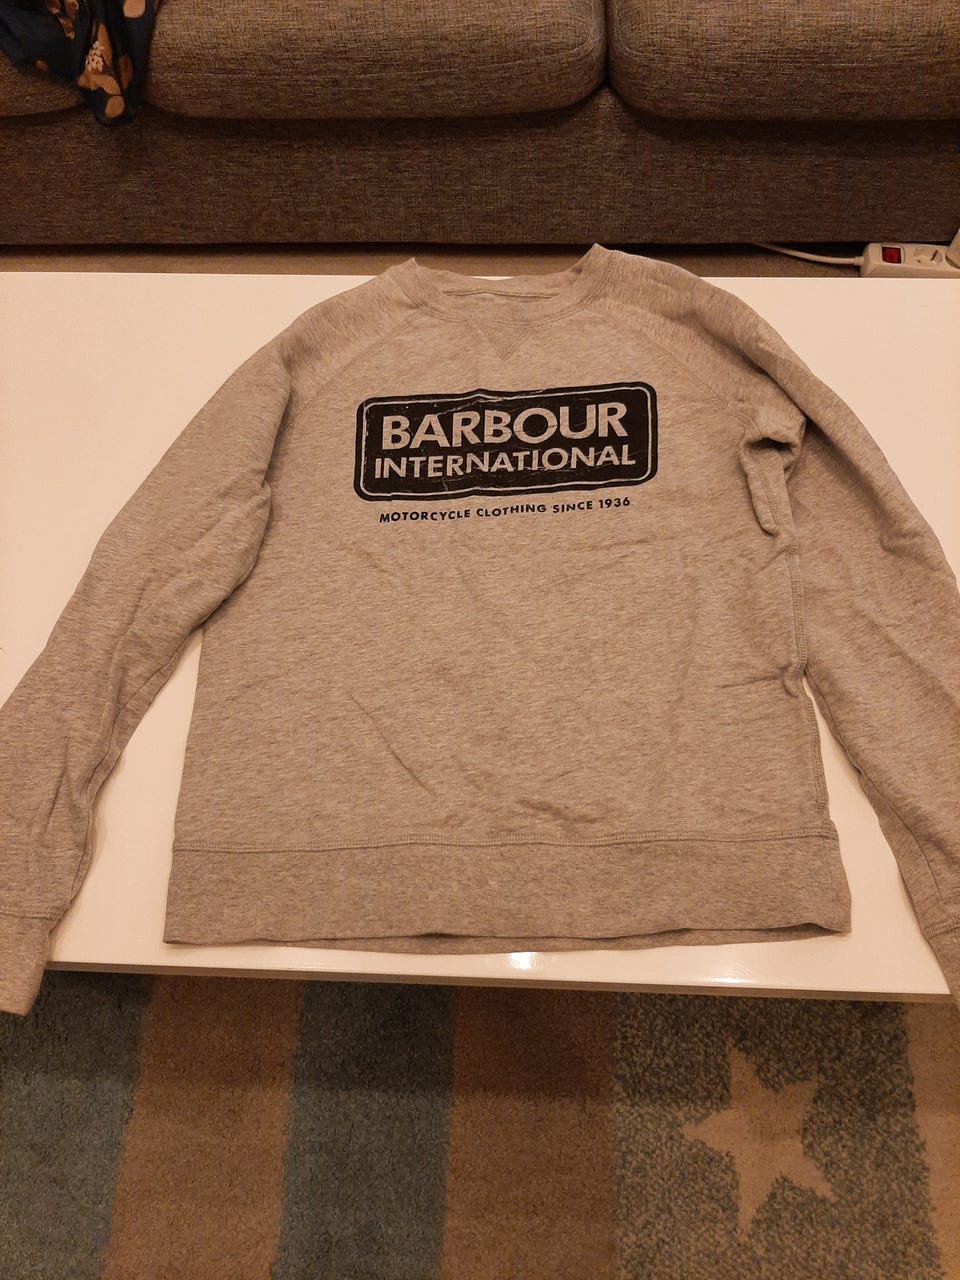 BARBOUR
INTERNATIONAL
MOTORCYCLE CLOTHING SINCE 1936